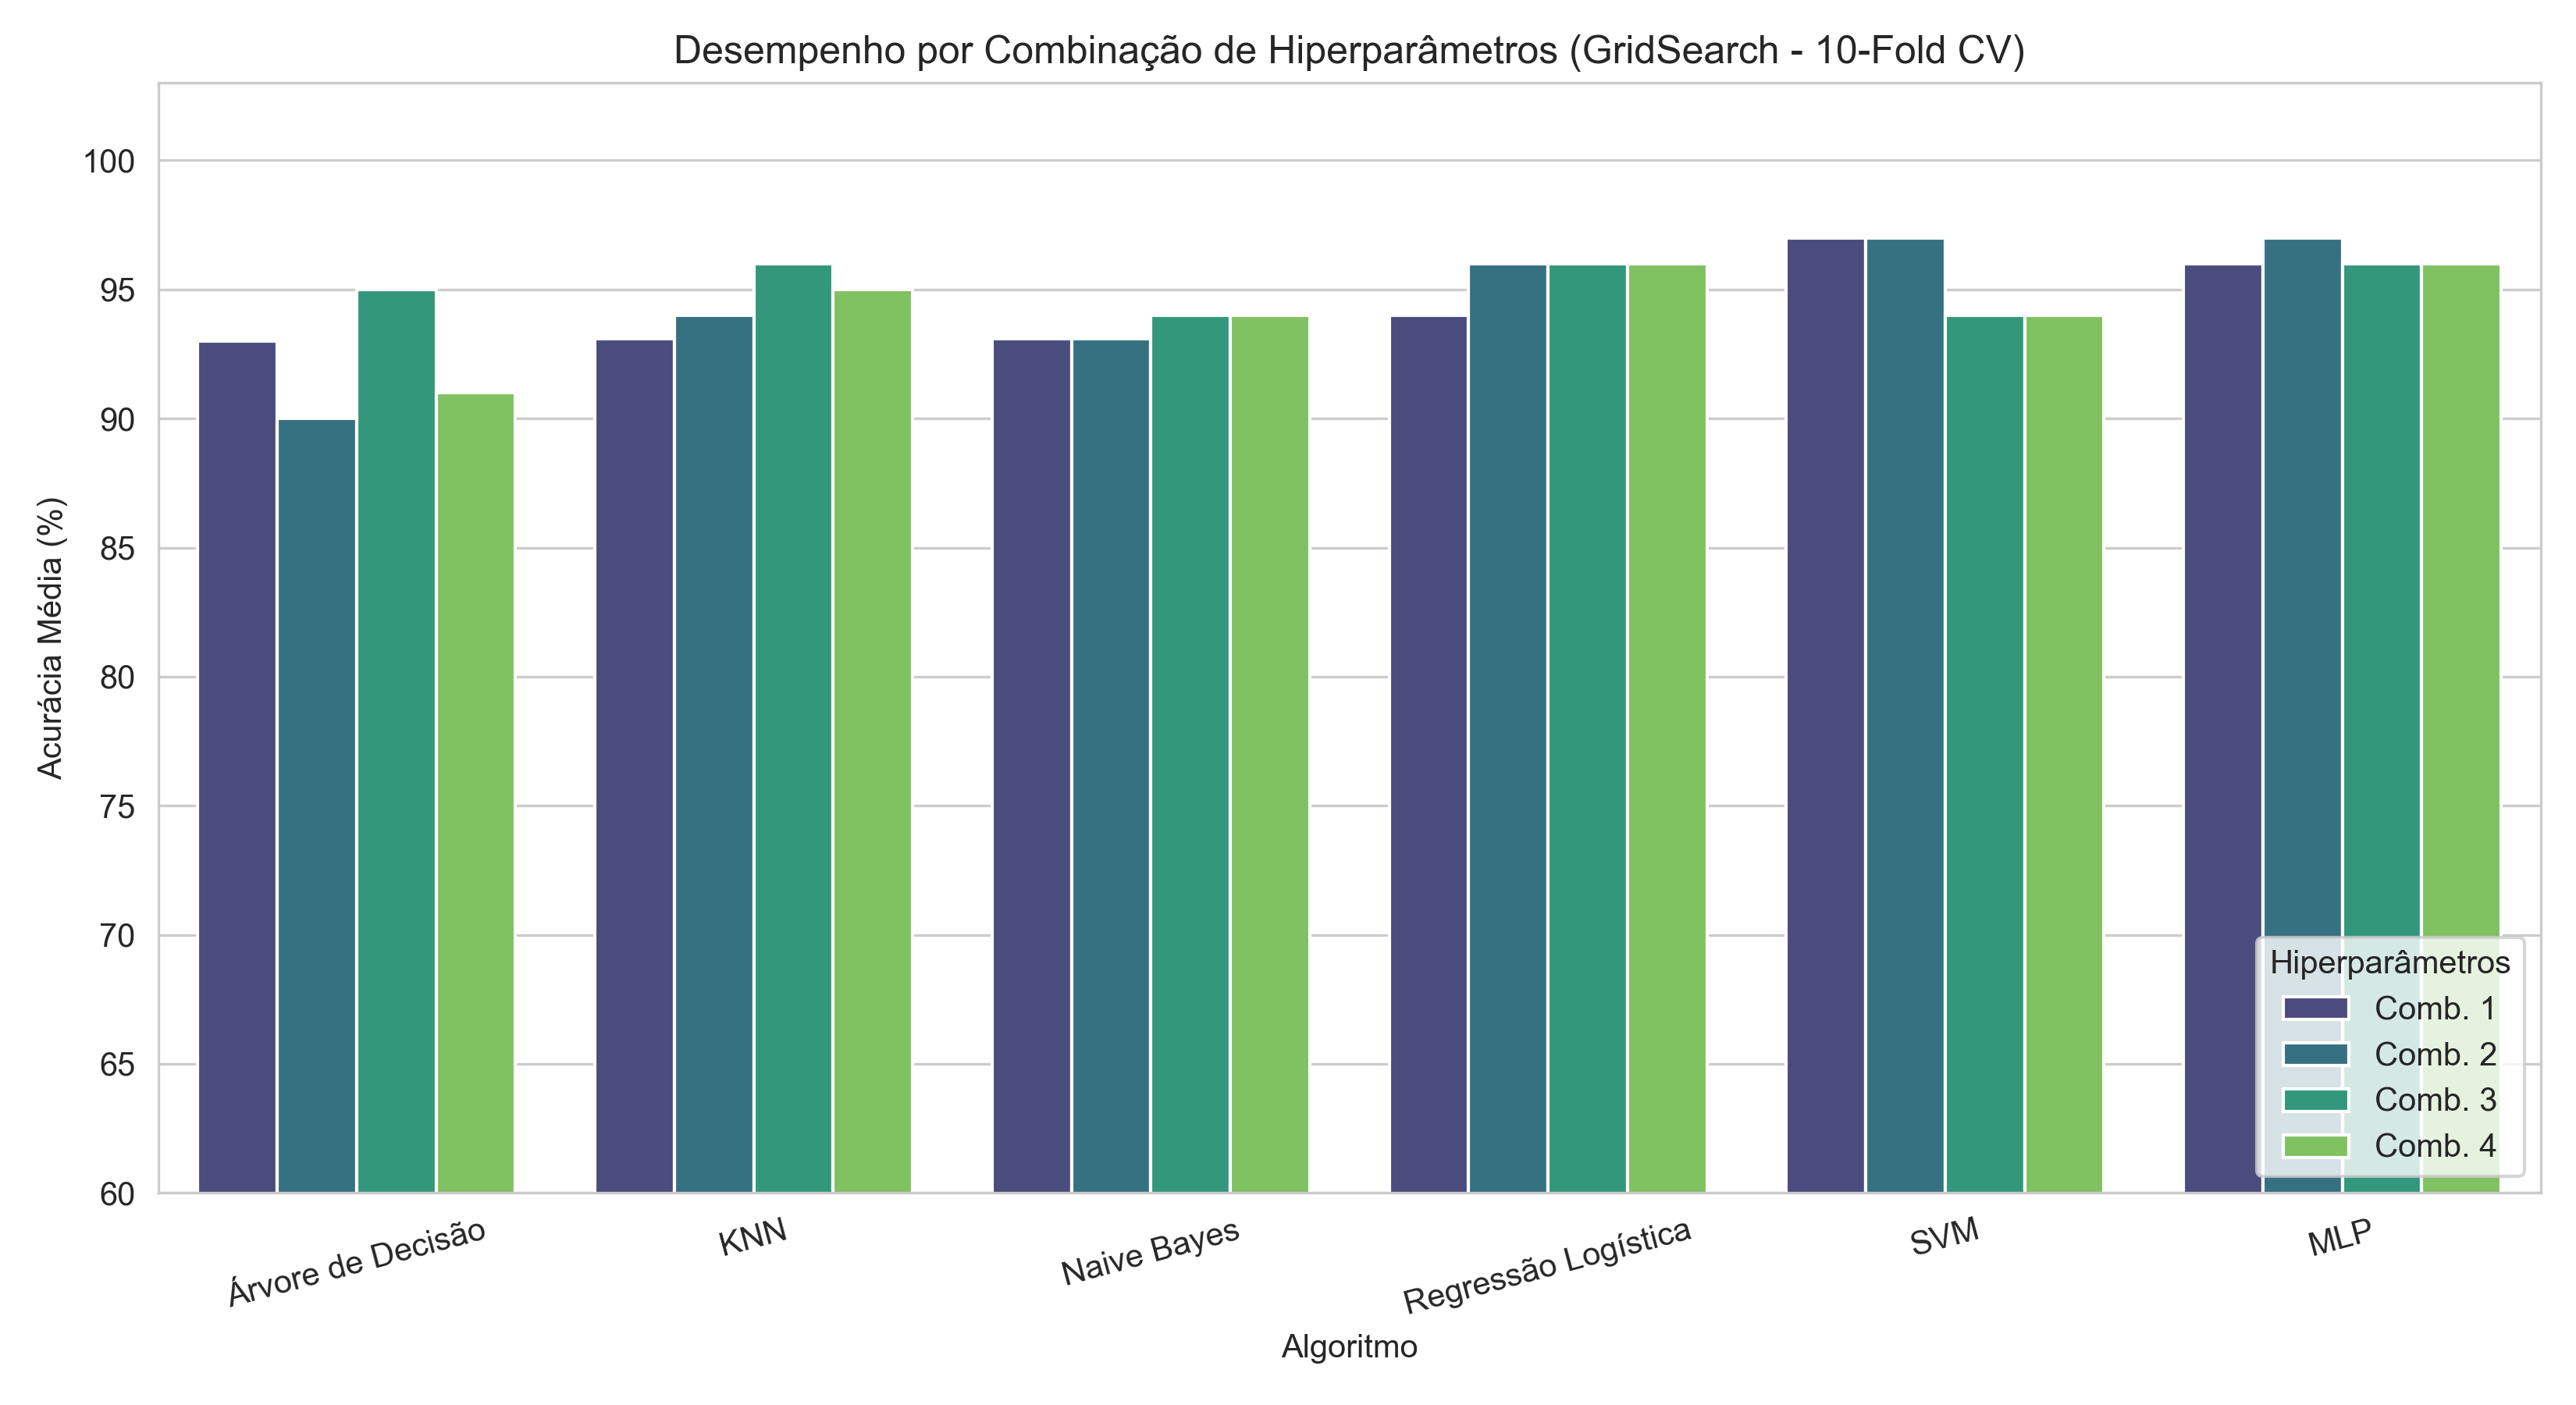 Desempenho por Combinação de Hiperparâmetros (GridSearch - 10-Fold CV)
Acurácia Média (%)
100
95
90
85
80
75
70
65
60
Hiperparâmetros
Comb. 1
Comb. 2
Comb. 3
Comb. 4
Árvore de Decisão
KNN
Naive Bayes
Regressão Logística
SVM
MLP
Algoritmo